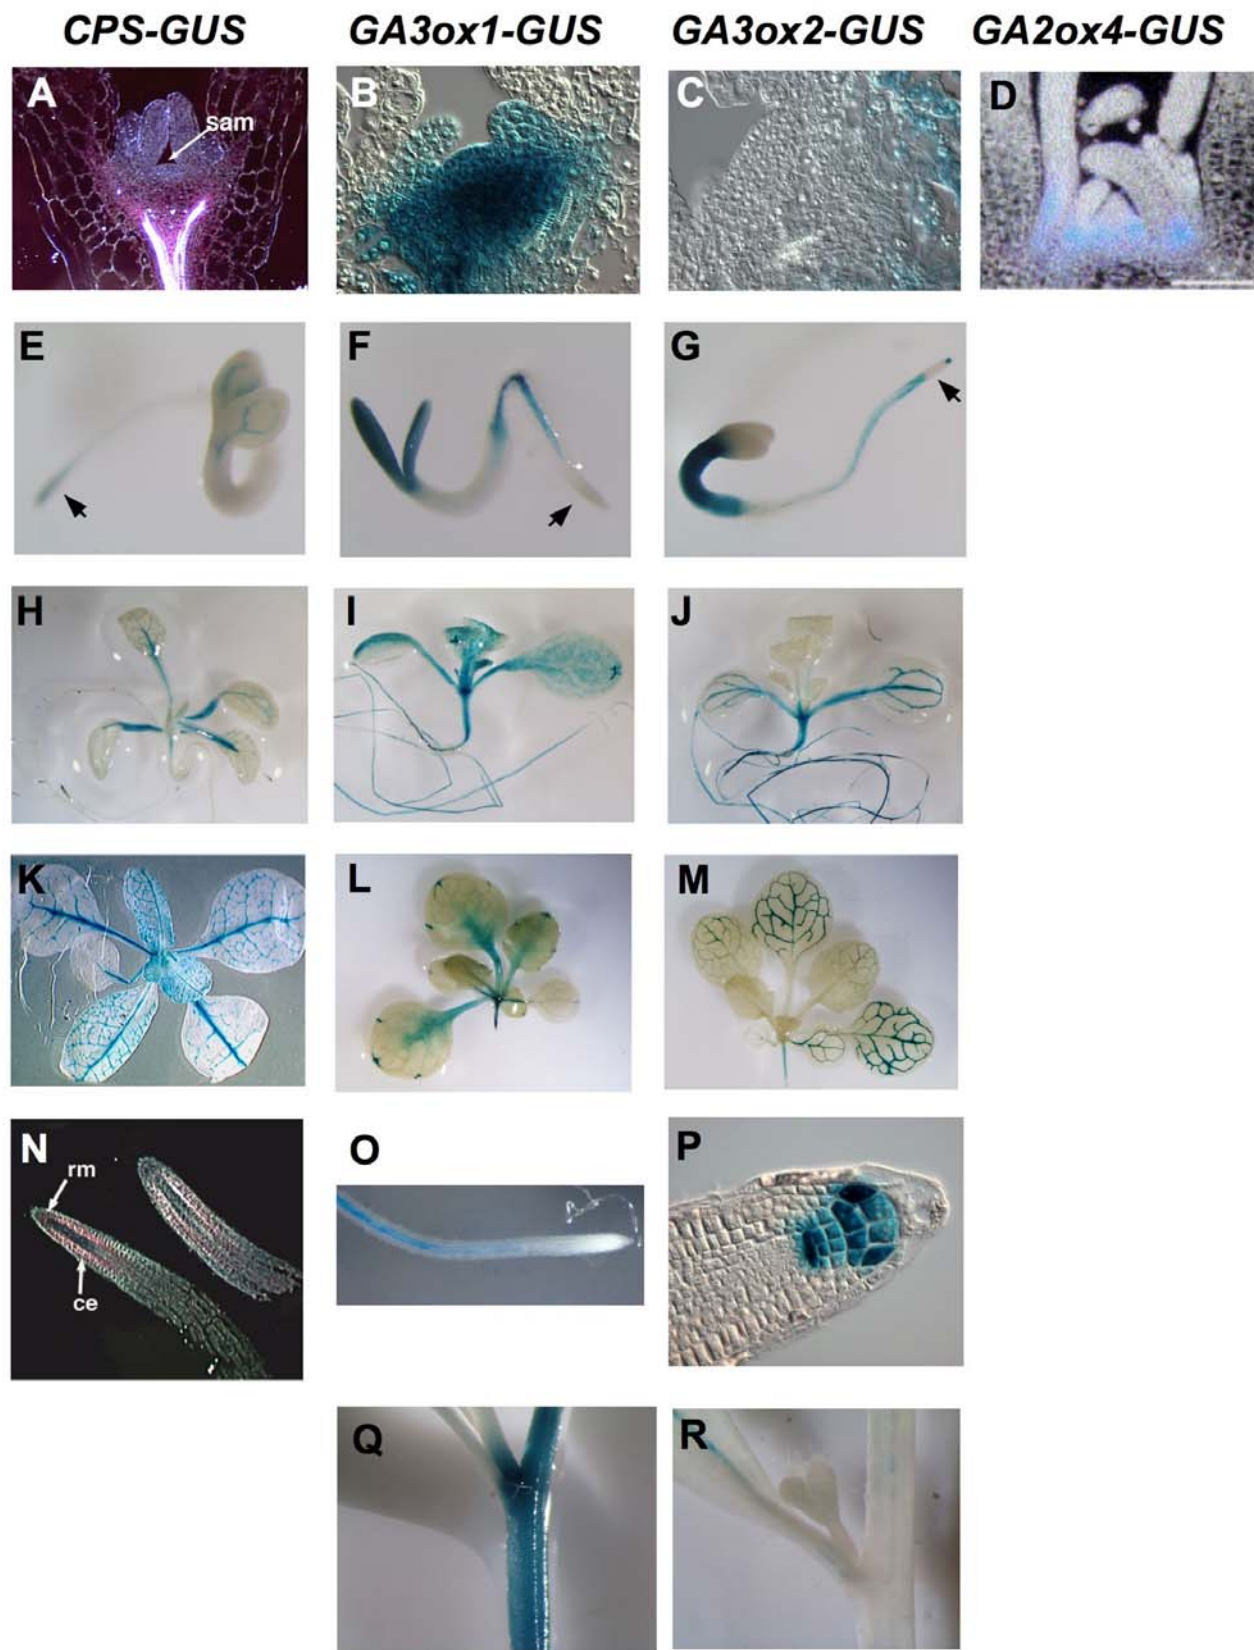 CPS-GUS GA3ox1-GUS GA3ox2-GUS GA2ox4-GUS
A B C D
sam
E F G
H I J
K L M
N O P
rm
ce
Q R